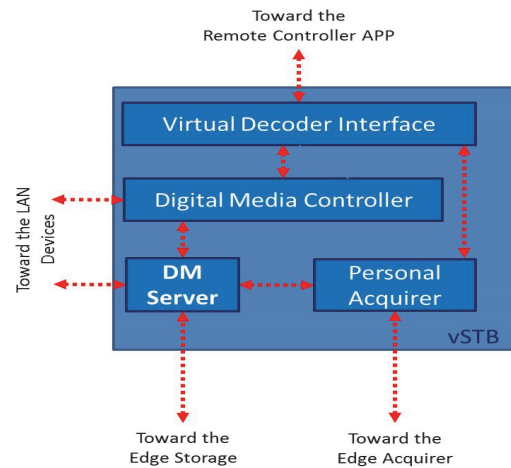 Toward the
Remote Controller APP
Virtual Decoder Interface
Digital Media Controller
Toward the LAN
Devices
DM
Server
Personal
Acquirer
vSTB
Toward the
Edge Storage
Toward the
Edge Acquirer